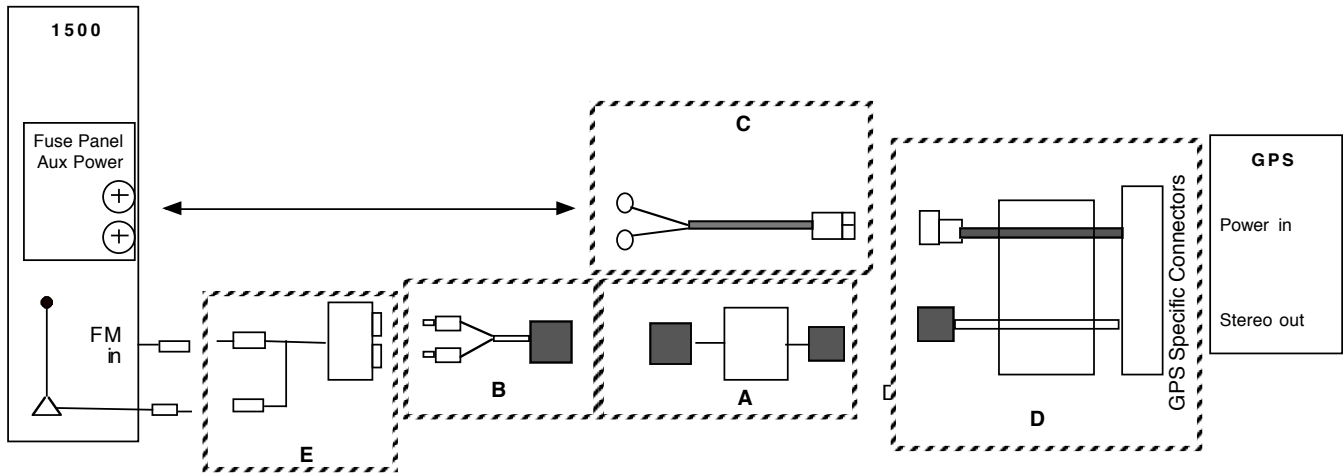 1500
Fuse Panel
Aux Power
FM
in
E
B
A
C
D
GPS Specific Connectors
GPS
Power in
Stereo out